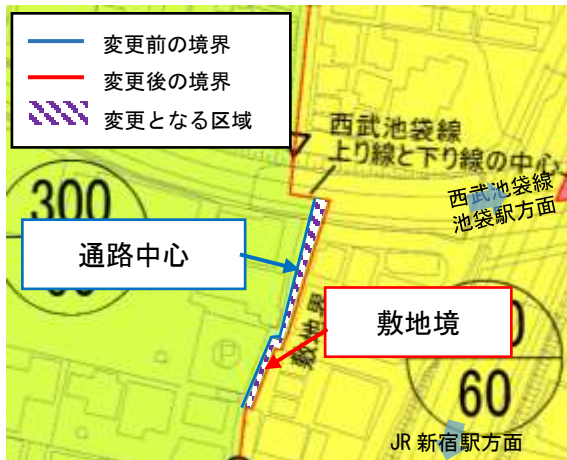 変更前の境界
変更後の境界
変更となる区域
西武池袋線
上り線と下り線の中心
西武池袋線
池袋駅方面
300
通路中心
敷地境
60
JR 新宿駅方面